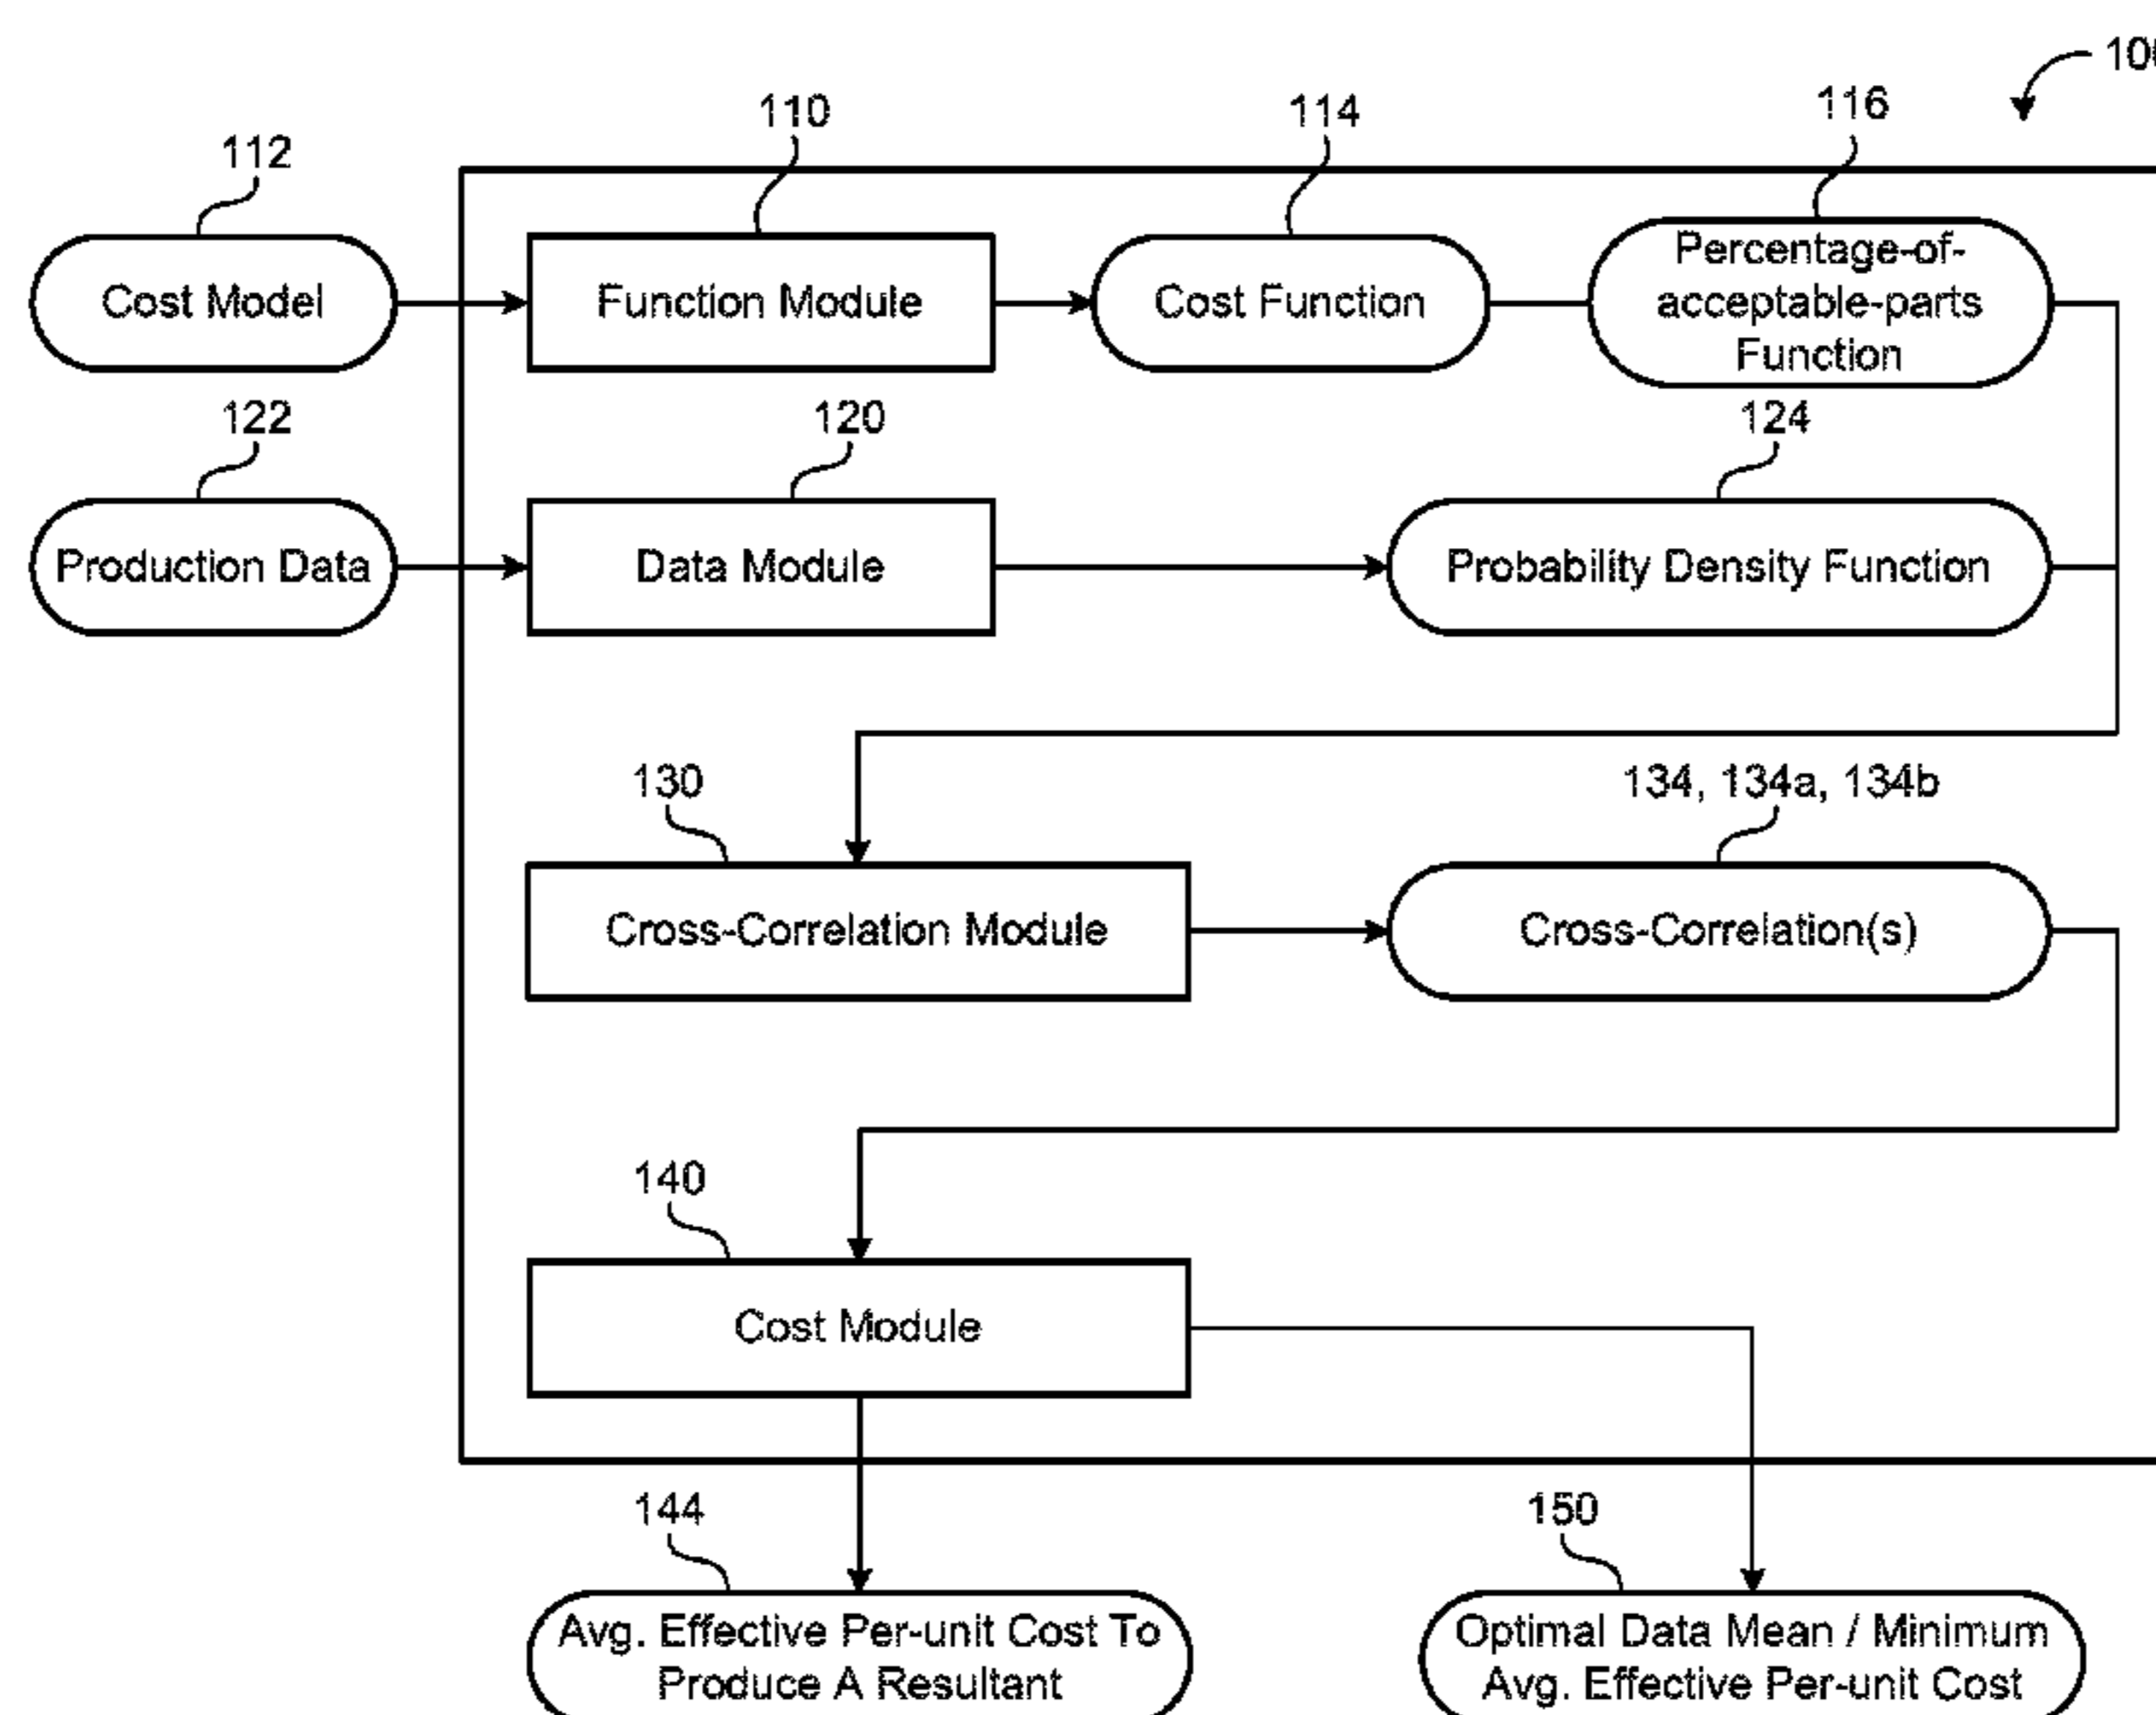 100
110
114
116
112
Cost Model
Function Module
Cost Function
Percentage-of-
acceptable-parts
Function
122
120
124
Production Data
Data Module
Probability Density Function
130
134, 134a, 134b
Cross-Correlation Module
Cross-Correlation(s)
140
Cost Module
144
150
Avg. Effective Per-unit Cost To
Produce A Resultant
Optimal Data Mean / Minimum
Avg. Effective Per-unit Cost